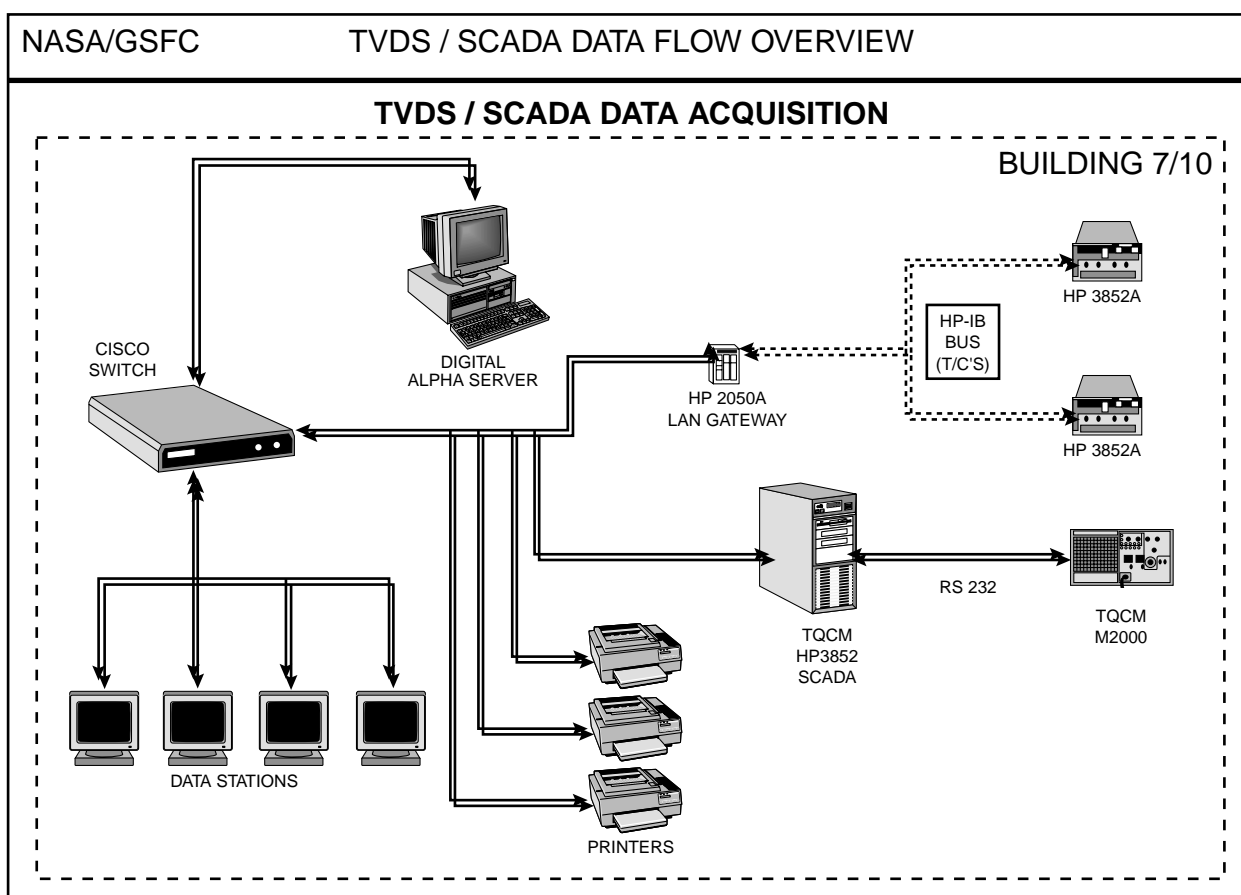 NASA/GSFC
TVDS / SCADA DATA FLOW OVERVIEW
TVDS / SCADA DATA ACQUISITION
BUILDING 7/10
CISCO
SWITCH
DIGITAL
ALPHA SERVER
HP 2050A
LAN GATEWAY
HP-IB
BUS
(T/C'S)
HP 3852A
HP 3852A
TQCM
HP3852
SCADA
RS 232
TQCM
M2000
DATA STATIONS
PRINTERS